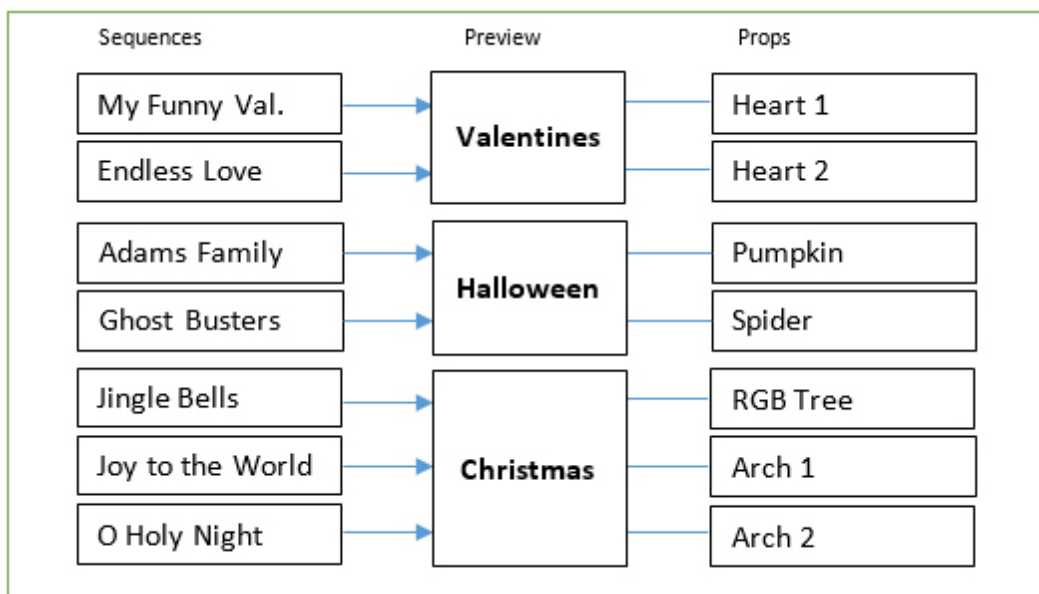 Sequences Preview Props
My Funny Val.
Valentines
Heart 1
Endless Love
Heart 2
Adams Family
Halloween
Pumpkin
Ghost Busters
Spider
Jingle Bells
RGB Tree
Joy to the World
Christmas
Arch 1
O Holy Night
Arch 2